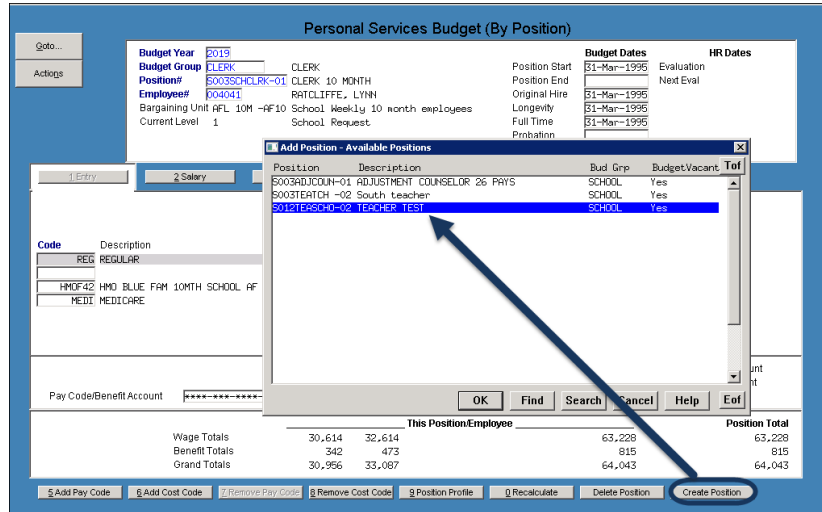 Personal Services Budget (By Position)
Goto...
Actions
Budget Year 2019 Budget Dates HR Dates
Budget Group CLERK CLERK Position Start 31-Mar-1995 Evaluation
Position# S003SCHCLRK-01 CLERK 10 MONTH Position End Next Eval
Employee# 004041 RATCLIFFE, LYNN Original Hire 31-Mar-1995
Bargaining Unit AFL 10M -AF10 School Weekly 10 month employees Longevity 31-Mar-1995
Current Level 1 School Request Full Time 31-Mar-1995
Probation
Add Position - Available Positions
Position Description Bud Grp BudgetVacant Tof
S003ADJCOUN-01 ADJUSTMENT COUNSELOR 26 PAYS SCHOOL Yes
S003TEATCH -02 South teacher SCHOOL Yes
S012TEASCHO-02 TEACHER TEST SCHOOL Yes
1 Entry 2 Salary
Code Description
REG REGULAR
HMOF42 HMO BLUE FAM 10MTH SCHOOL AF
MEDI MEDICARE
Pay Code/Benefit Account ****-***-****-
OK Find Search Cancel Help Eof
This Position/Employee Position Total
Wage Totals 30,614 32,614 63,228 63,228
Benefit Totals 342 473 815 815
Grand Totals 30,956 33,087 64,043 64,043
5 Add Pay Code 6 Add Cost Code 7 Remove Pay Code 8 Remove Cost Code 9 Position Profile 0 Recalculate Delete Position Create Position